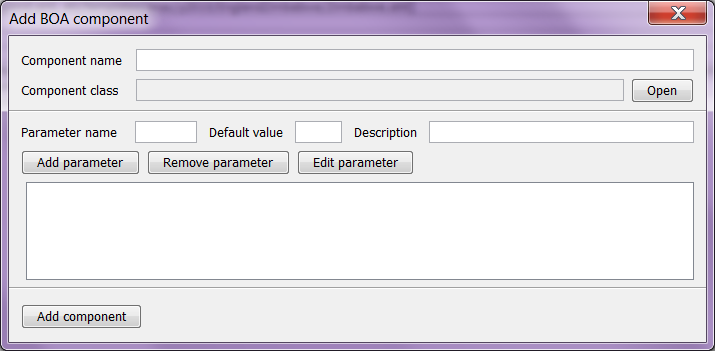 Add BOA component
Component name
Component class Open
Parameter name Default value Description
Add parameter Remove parameter Edit parameter
Add component